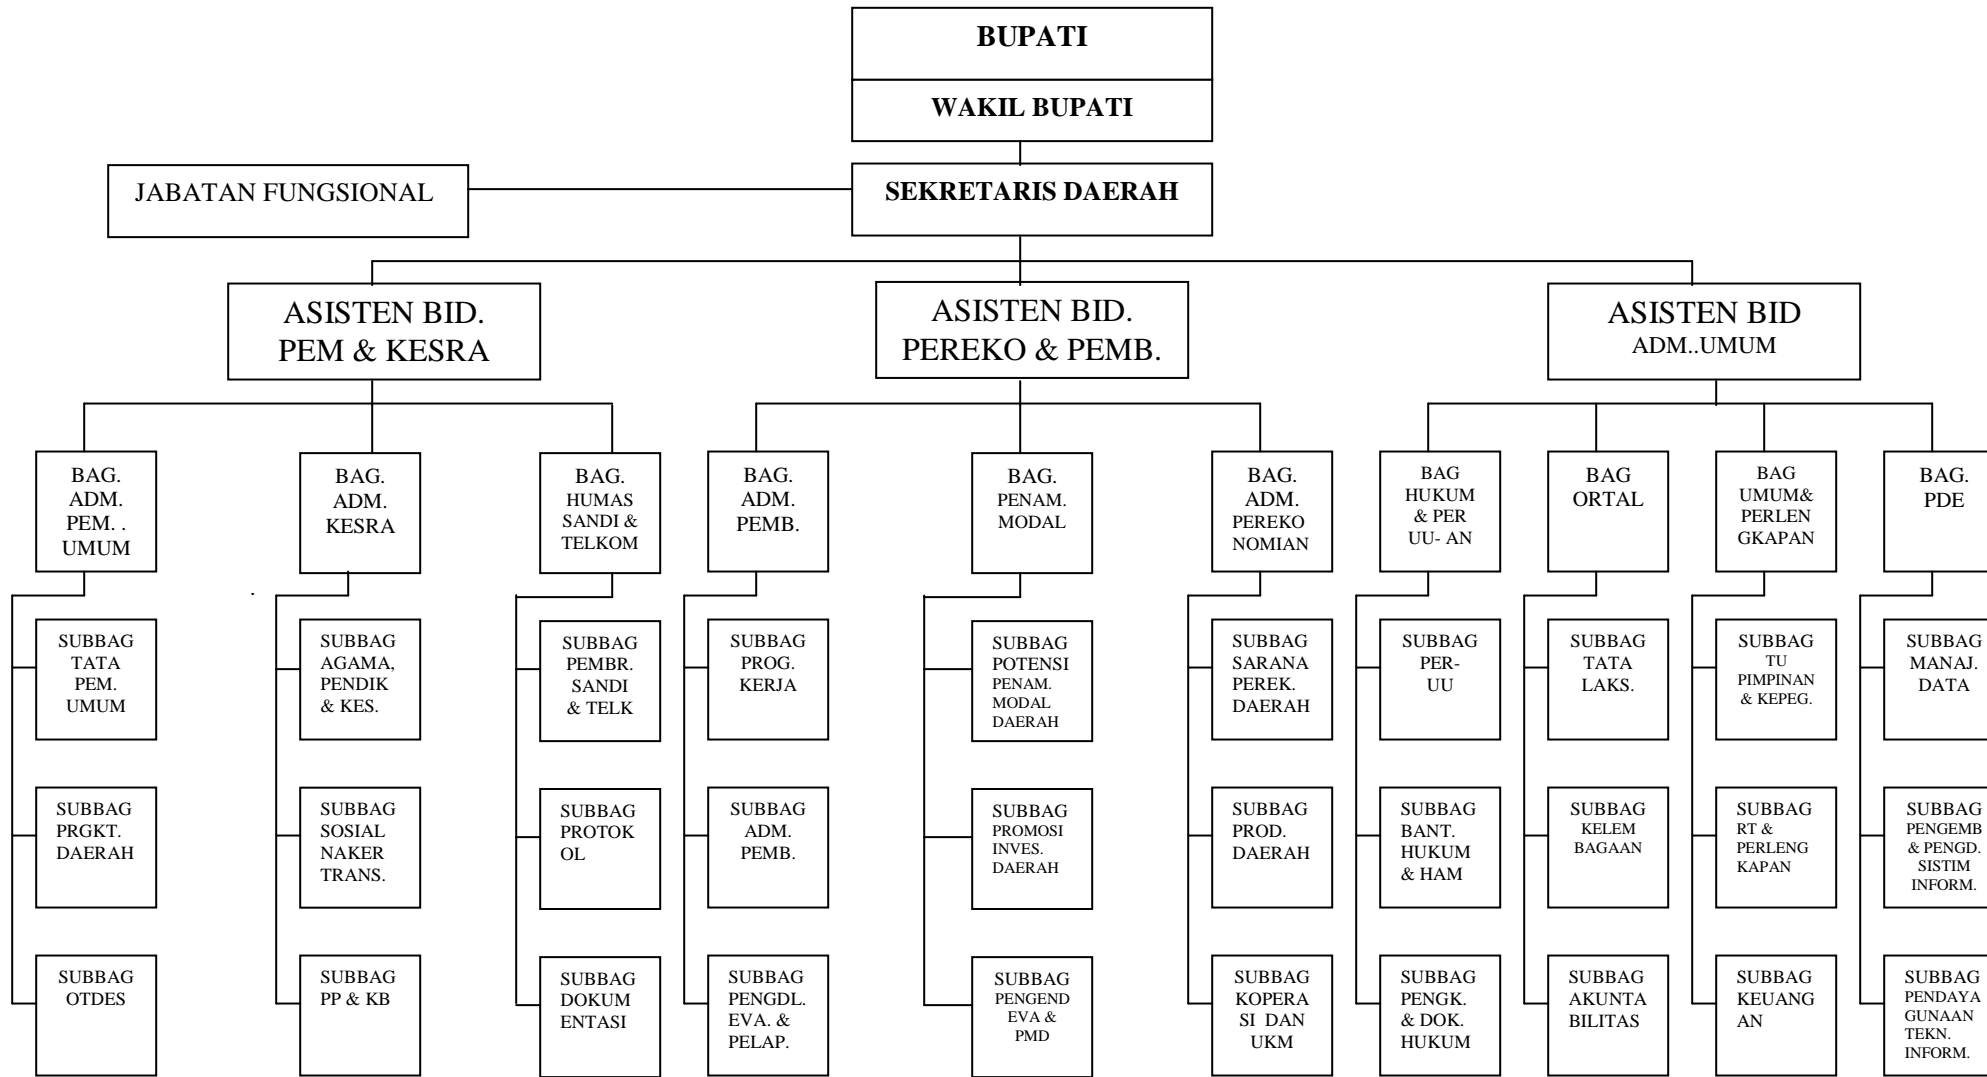 BUPATI
WAKIL BUPATI
JABATAN FUNGSIONAL
SEKRETARIS DAERAH
ASISTEN BID.
PEM & KESRA
ASISTEN BID.
PEREKO & PEMB.
ASISTEN BID
ADM..UMUM
BAG.
ADM.
PEM. .
UMUM
BAG.
ADM.
KESRA
BAG.
HUMAS
SANDI &
TELKOM
BAG.
ADM.
PEMB.
BAG.
PENAM.
MODAL
BAG.
ADM.
PEREKO
NOMIAN
BAG
HUKUM
& PER
UU- AN
BAG
ORTAL
BAG
UMUM&
PERLEN
GKAPAN
BAG.
PDE
SUBBAG
TATA
PEM.
UMUM
SUBBAG
AGAMA,
PENDIK
& KES.
SUBBAG
PEMBR.
SANDI
& TELK
SUBBAG
PROG.
KERJA
SUBBAG
POTENSI
PENAM.
MODAL
DAERAH
SUBBAG
SARANA
PEREK.
DAERAH
SUBBAG
PER-
UU
SUBBAG
TATA
LAKS.
SUBBAG
TU
PIMPINAN
& KEPEG.
SUBBAG
MANAJ.
DATA
SUBBAG
PRGKT.
DAERAH
SUBBAG
SOSIAL
NAKER
TRANS.
SUBBAG
PROTOK
OL
SUBBAG
ADM.
PEMB.
SUBBAG
PROMOSI
INVES.
DAERAH
SUBBAG
PROD.
DAERAH
SUBBAG
BANT.
HUKUM
& HAM
SUBBAG
KELEM
BAGAAN
SUBBAG
RT &
PERLENG
KAPAN
SUBBAG
PENGEMB
& PENGD.
SISTIM
INFORM.
SUBBAG
OTDES
SUBBAG
PP & KB
SUBBAG
DOKUM
ENTASI
SUBBAG
PENGDL.
EVA. &
PELAP.
SUBBAG
PENGEND
EVA &
PMD
SUBBAG
KOPERA
SI DAN
UKM
SUBBAG
PENGK.
& DOK.
HUKUM
SUBBAG
AKUNTA
BILITAS
SUBBAG
KEUANG
AN
SUBBAG
PENDAYA
GUNAAN
TEKN.
INFORM.